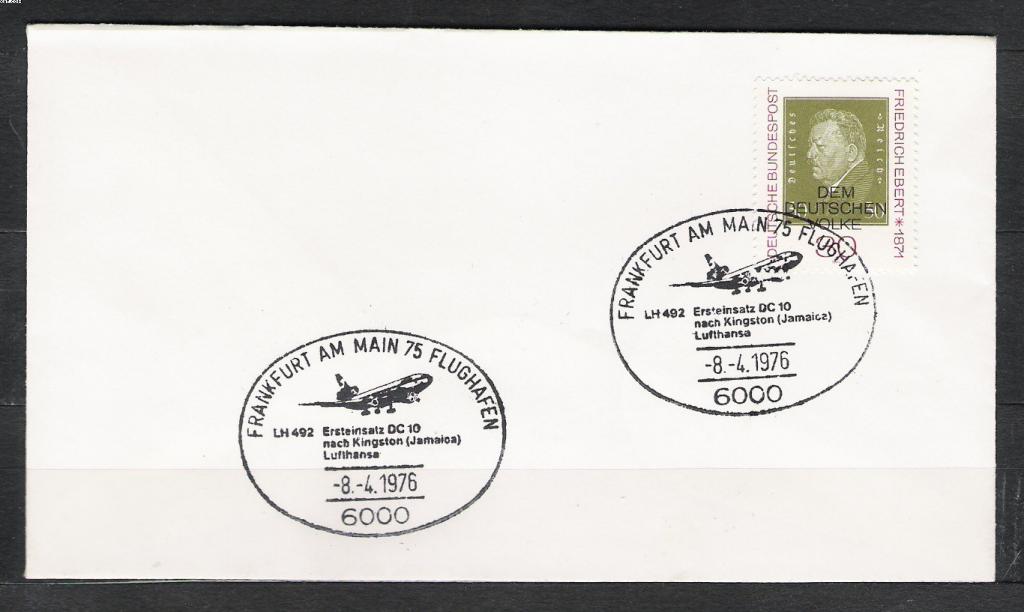 DEUTSCHE BUNDESPOST
Deutsches Reich
FRIEDRICH EBERT * 1871
DEM
DEUTSCHEN
VOLKE
FRANKFURT AM MAIN 75 FLUGHAFEN
LH 492 Ersteinsatz DC 10
nach Kingston (Jamaica)
Lufthansa
-8.-4.1976
6000
FRANKFURT AM MAIN 75 FLUGHAFEN
LH 492 Ersteinsatz DC 10
nach Kingston (Jamaica)
Lufthansa
-8.-4.1976
6000